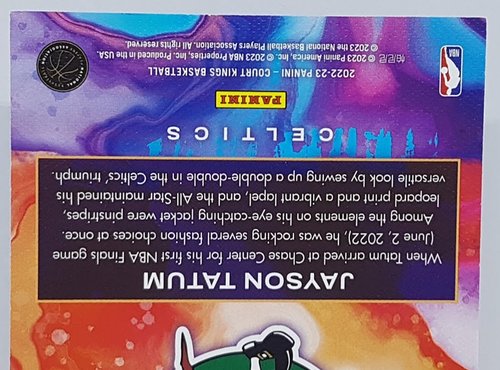 JAYSON TATUM
When Tatum arrived at Chase Center for his first NBA Finals game
(June 2, 2022), he was rocking several fashion choices at once.
Among the elements on his eye-catching jacket were pinstripes,
leopard print and a vibrant lapel, and the All-Star maintained his
versatile look by sewing up a double-double in the Celtics' triumph.
CELTICS
PANINI
2022-23 PANINI – COURT KINGS BASKETBALL
© 2023 Panini America, Inc. © 2023 NBA Properties, Inc. Produced in the USA.
© 2023 the National Basketball Players Association. All rights reserved.
NBA